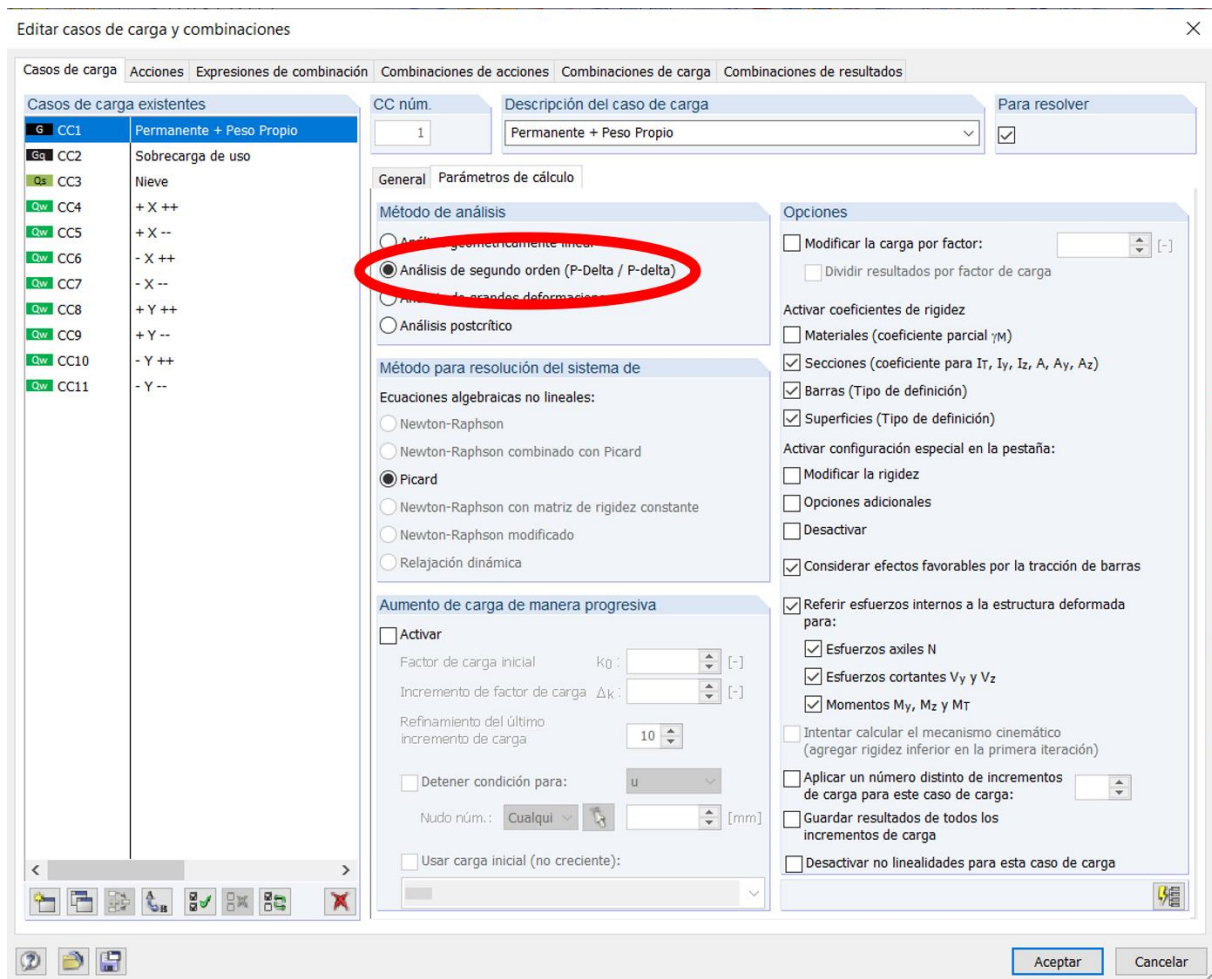 Editar casos de carga y combinaciones
Casos de carga Acciones Expresiones de combinación Combinaciones de acciones Combinaciones de carga Combinaciones de resultados
Casos de carga existentes
G CC1 Permanente + Peso Propio
Gq CC2 Sobrecarga de uso
Qs CC3 Nieve
Qw CC4 + X ++
Qw CC5 + X --
Qw CC6 - X ++
Qw CC7 - X --
Qw CC8 + Y ++
Qw CC9 + Y --
Qw CC10 - Y ++
Qw CC11 - Y --
CC núm.
1
Descripción del caso de carga
Permanente + Peso Propio
Para resolver
General Parámetros de cálculo
Método de análisis
Análisis geométricamente lineal
Análisis de segundo orden (P-Delta / P-delta)
Análisis de grandes deformaciones
Análisis postcrítico
Método para resolución del sistema de
Ecuaciones algebraicas no lineales:
Newton-Raphson
Newton-Raphson combinado con Picard
Picard
Newton-Raphson con matriz de rigidez constante
Newton-Raphson modificado
Relajación dinámica
Aumento de carga de manera progresiva
Activar
Factor de carga inicial k0 : [-]
Incremento de factor de carga Δk : [-]
Refinamiento del último
incremento de carga 10
Detener condición para: u
Nudo núm.: Cualqui [mm]
Usar carga inicial (no creciente):
Opciones
Modificar la carga por factor: [-]
Dividir resultados por factor de carga
Activar coeficientes de rigidez
Materiales (coeficiente parcial γM)
Secciones (coeficiente para IT, Iy, Iz, A, Ay, Az)
Barras (Tipo de definición)
Superficies (Tipo de definición)
Activar configuración especial en la pestaña:
Modificar la rigidez
Opciones adicionales
Desactivar
Considerar efectos favorables por la tracción de barras
Referir esfuerzos internos a la estructura deformada
para:
Esfuerzos axiles N
Esfuerzos cortantes Vy y Vz
Momentos My, Mz y MT
Intentar calcular el mecanismo cinemático
(agregar rigidez inferior en la primera iteración)
Aplicar un número distinto de incrementos
de carga para este caso de carga:
Guardar resultados de todos los
incrementos de carga
Desactivar no linealidades para esta caso de carga
Aceptar Cancelar